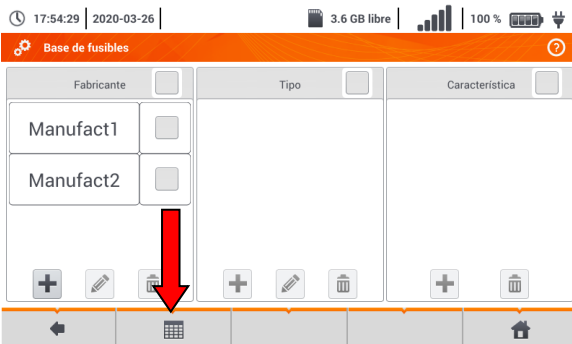 17:54:29 2020-03-26 3.6 GB libre 100 %
Base de fusibles
Fabricante Tipo Característica
Manufact1
Manufact2